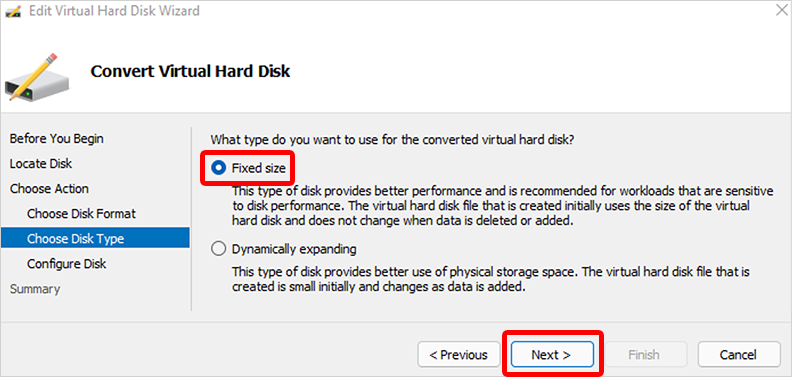 Edit Virtual Hard Disk Wizard
Convert Virtual Hard Disk
Before You Begin
Locate Disk
Choose Action
Choose Disk Format
Choose Disk Type
Configure Disk
Summary
What type do you want to use for the converted virtual hard disk?
Fixed size
This type of disk provides better performance and is recommended for workloads that are sensitive
to disk performance. The virtual hard disk file that is created initially uses the size of the virtual
hard disk and does not change when data is deleted or added.
Dynamically expanding
This type of disk provides better use of physical storage space. The virtual hard disk file that is
created is small initially and changes as data is added.
< Previous
Next >
Finish
Cancel